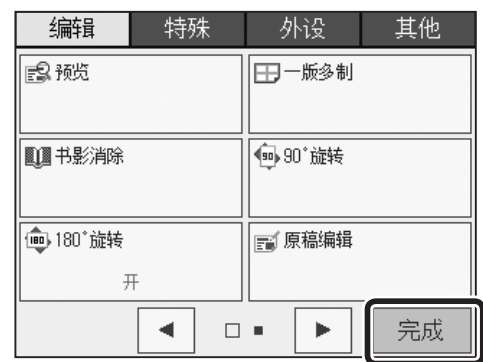 编辑 特殊 外设 其他
预览 一版多制
书影消除 90°旋转
180°旋转 原稿编辑
开
完成